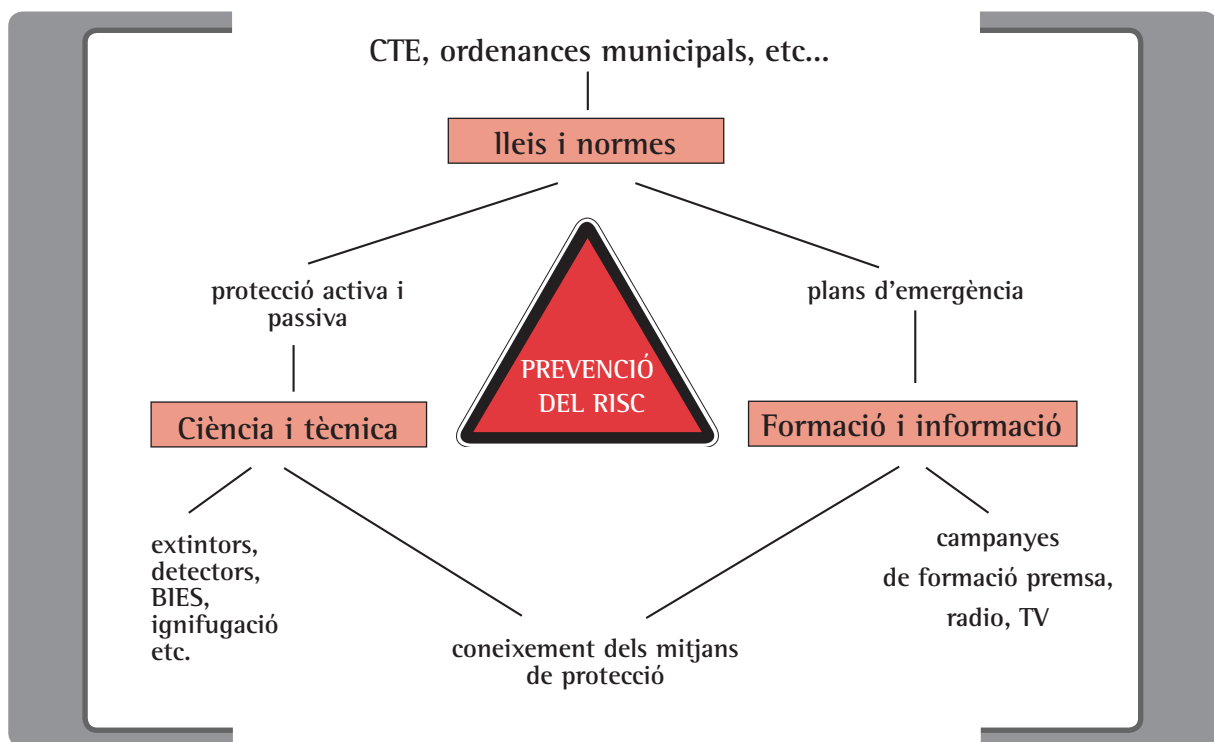 CTE, ordenances municipals, etc...
lleis i normes
protecció activa i
passiva
plans d'emergència
PREVENCIÓ
DEL RISC
Ciència i tècnica
Formació i informació
extintors,
detectors,
BIES,
ignifugació
etc.
coneixement dels mitjans
de protecció
campanyes
de formació premsa,
radio, TV